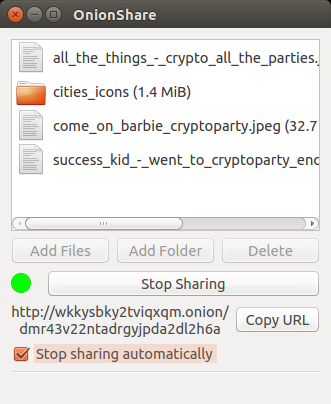 OnionShare
all_the_things_-_crypto_all_the_parties.
cities_icons (1.4 MiB)
come_on_barbie_cryptoparty.jpeg (32.7
success_kid_-_went_to_cryptoparty_enc
Add Files
Add Folder
Delete
Stop Sharing
http://wkkysbky2tviqxqm.onion/
dmr43v22ntadrgyjpda2dl2h6a
Copy URL
Stop sharing automatically